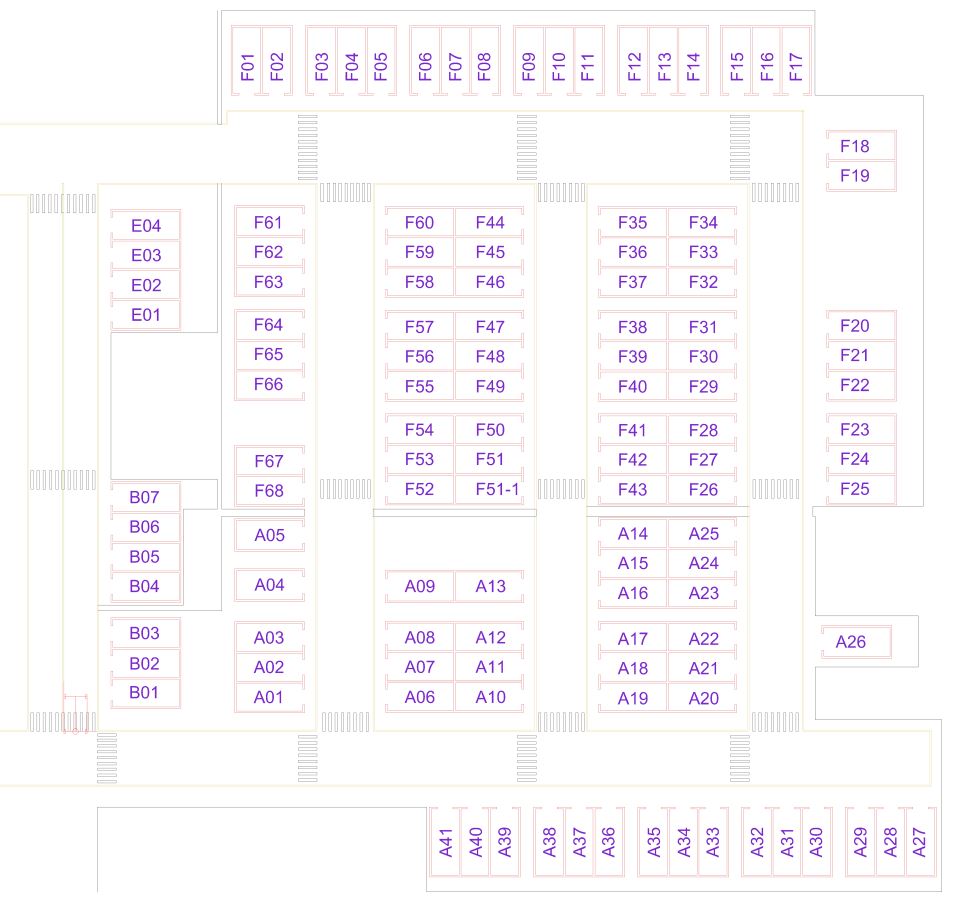 F01 F02 F03 F04 F05 F06 F07 F08 F09 F10 F11 F12 F13 F14 F15 F16 F17
F18
F19
E04 F61 F60 F44 F35 F34
E03 F62 F59 F45 F36 F33
E02 F63 F58 F46 F37 F32
E01
F64 F57 F47 F38 F31 F20
F65 F56 F48 F39 F30 F21
F66 F55 F49 F40 F29 F22
F54 F50 F41 F28 F23
F67 F53 F51 F42 F27 F24
F68 F52 F51-1 F43 F26 F25
B07
B06 A05 A14 A25
B05 A15 A24
B04 A04 A09 A13 A16 A23
B03 A03 A08 A12 A17 A22 A26
B02 A02 A07 A11 A18 A21
B01 A01 A06 A10 A19 A20
A41 A40 A39 A38 A37 A36 A35 A34 A33 A32 A31 A30 A29 A28 A27